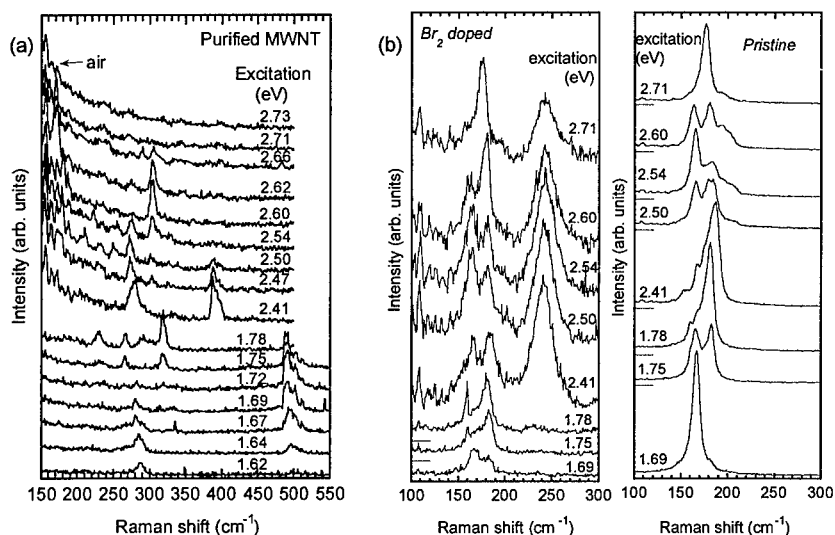 (a)
Purified MWNT
air
Excitation
(eV)
2.73
2.71
2.66
2.62
2.60
2.54
2.50
2.47
2.41
1.78
1.75
1.72
1.69
1.67
1.64
1.62
Intensity (arb. units)
150 200 250 300 350 400 450 500 550
Raman shift (cm⁻¹)
(b)
Br₂ doped
excitation
(eV)
2.71
2.60
2.54
2.50
2.41
1.78
1.75
1.69
Intensity (arb. units)
100 150 200 250 300
Raman shift (cm⁻¹)
excitation
(eV)
Pristine
2.71
2.60
2.54
2.50
2.41
1.78
1.75
1.69
Intensity (arb. units)
100 150 200 250 300
Raman shift (cm⁻¹)